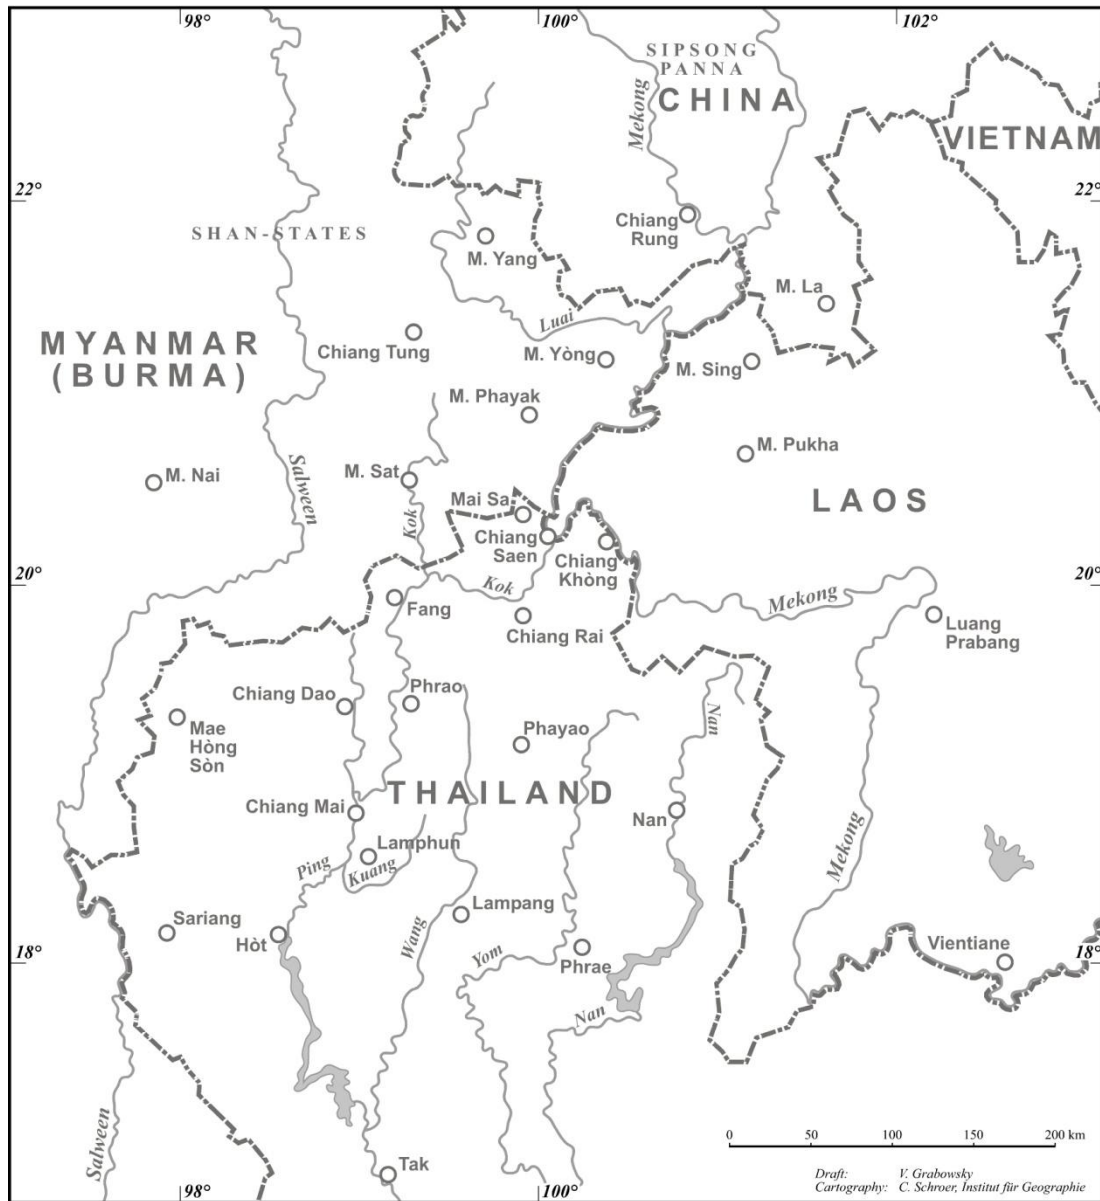 98°
100°
102°
SIPSONG
PANNA
CHINA
Mekong
VIETNAM
22°
22°
Chiang
Rung
SHAN-STATES
M. Yang
M. La
Luai
MYANMAR
(BURMA)
Chiang Tung
M. Yòng
M. Sing
M. Phayak
M. Pukha
M. Nai
Salween
M. Sat
Kok
Mai Sa
LAOS
Chiang
Saen
Chiang
Khòng
20°
20°
Kok
Mekong
Fang
Chiang Rai
Luang
Prabang
Chiang Dao
Phrao
Nan
Mae
Hòng
Sòn
Phayao
THAILAND
Chiang Mai
Nan
Mekong
Lamphun
Ping
Kuang
Sariang
Hòt
Wang
Lampang
Yom
Phrae
Vientiane
18°
18°
Nan
Salween
Tak
0
50
100
150
200 km
Draft: V. Grabowsky
Cartography: C. Schroer, Institut für Geographie
98°
100°